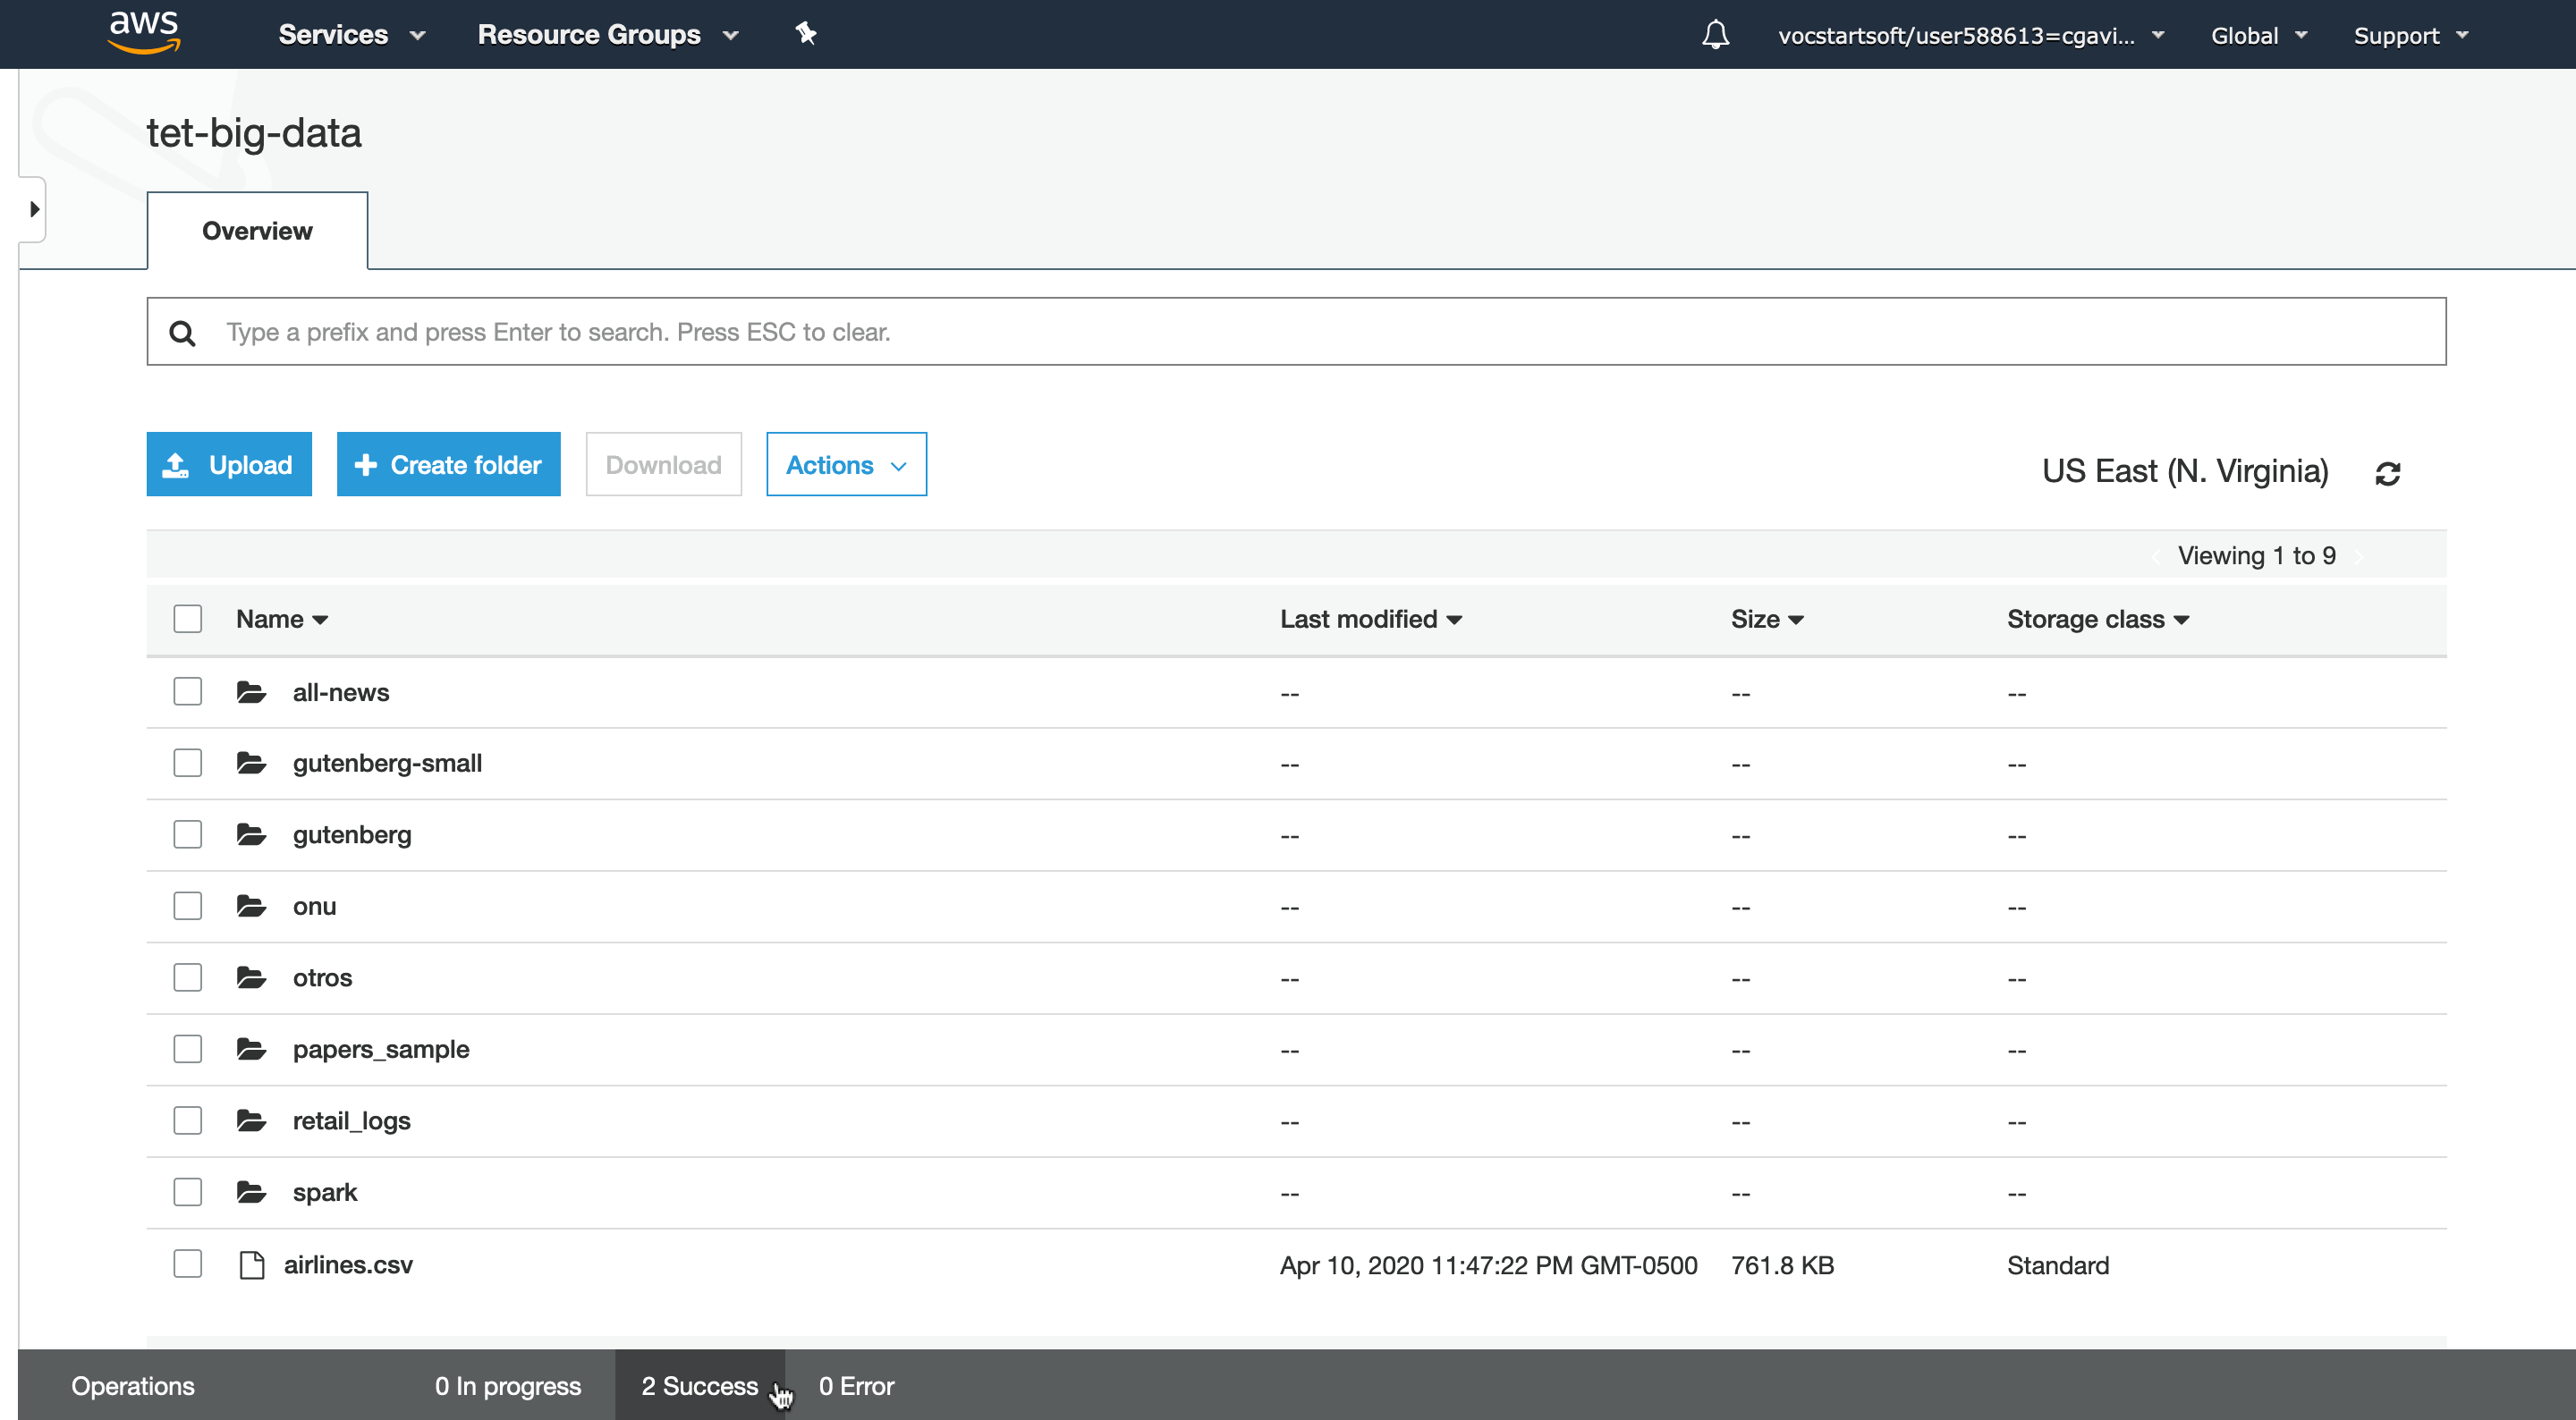 aws Services Resource Groups vocstartsoft/user588613=cgavi... Global Support
tet-big-data
Overview
Type a prefix and press Enter to search. Press ESC to clear.
Upload Create folder Download Actions US East (N. Virginia)
Viewing 1 to 9
Name Last modified Size Storage class
all-news -- -- --
gutenberg-small -- -- --
gutenberg -- -- --
onu -- -- --
otros -- -- --
papers_sample -- -- --
retail_logs -- -- --
spark -- -- --
airlines.csv Apr 10, 2020 11:47:22 PM GMT-0500 761.8 KB Standard
Operations 0 In progress 2 Success 0 Error